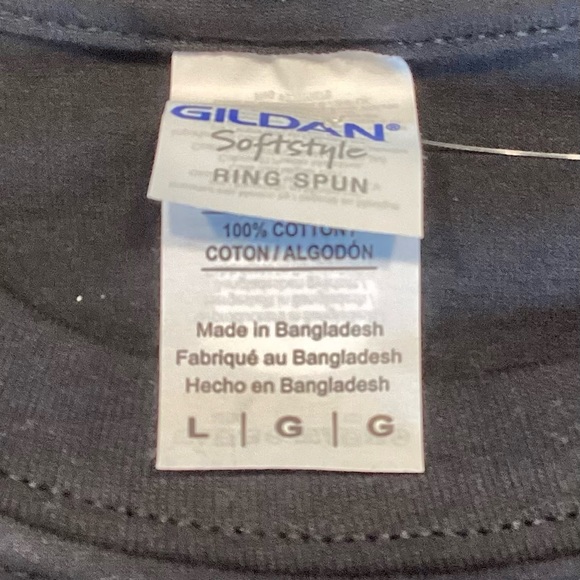 GILDAN®
Softstyle
RING SPUN
100% COTTON /
COTON / ALGODÓN
Made in Bangladesh
Fabriqué au Bangladesh
Hecho en Bangladesh
L | G | G